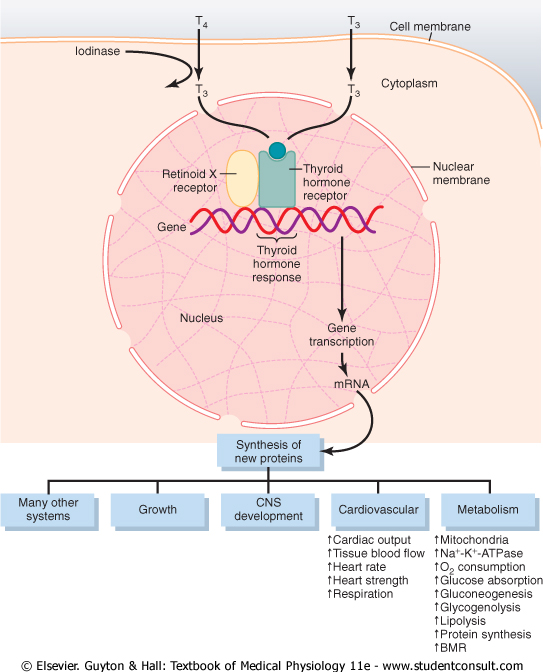 T4
T3
Cell membrane
Iodinase
T3
T3
Cytoplasm
Retinoid X
receptor
Thyroid
hormone
receptor
Nuclear
membrane
Gene
Thyroid
hormone
response
Nucleus
Gene
transcription
mRNA
Synthesis of
new proteins
Many other
systems
Growth
CNS
development
Cardiovascular
Metabolism
↑Cardiac output
↑Tissue blood flow
↑Heart rate
↑Heart strength
↑Respiration
↑Mitochondria
↑Na+-K+-ATPase
↑O2 consumption
↑Glucose absorption
↑Gluconeogenesis
↑Glycogenolysis
↑Lipolysis
↑Protein synthesis
↑BMR
© Elsevier. Guyton & Hall: Textbook of Medical Physiology 11e - www.studentconsult.com